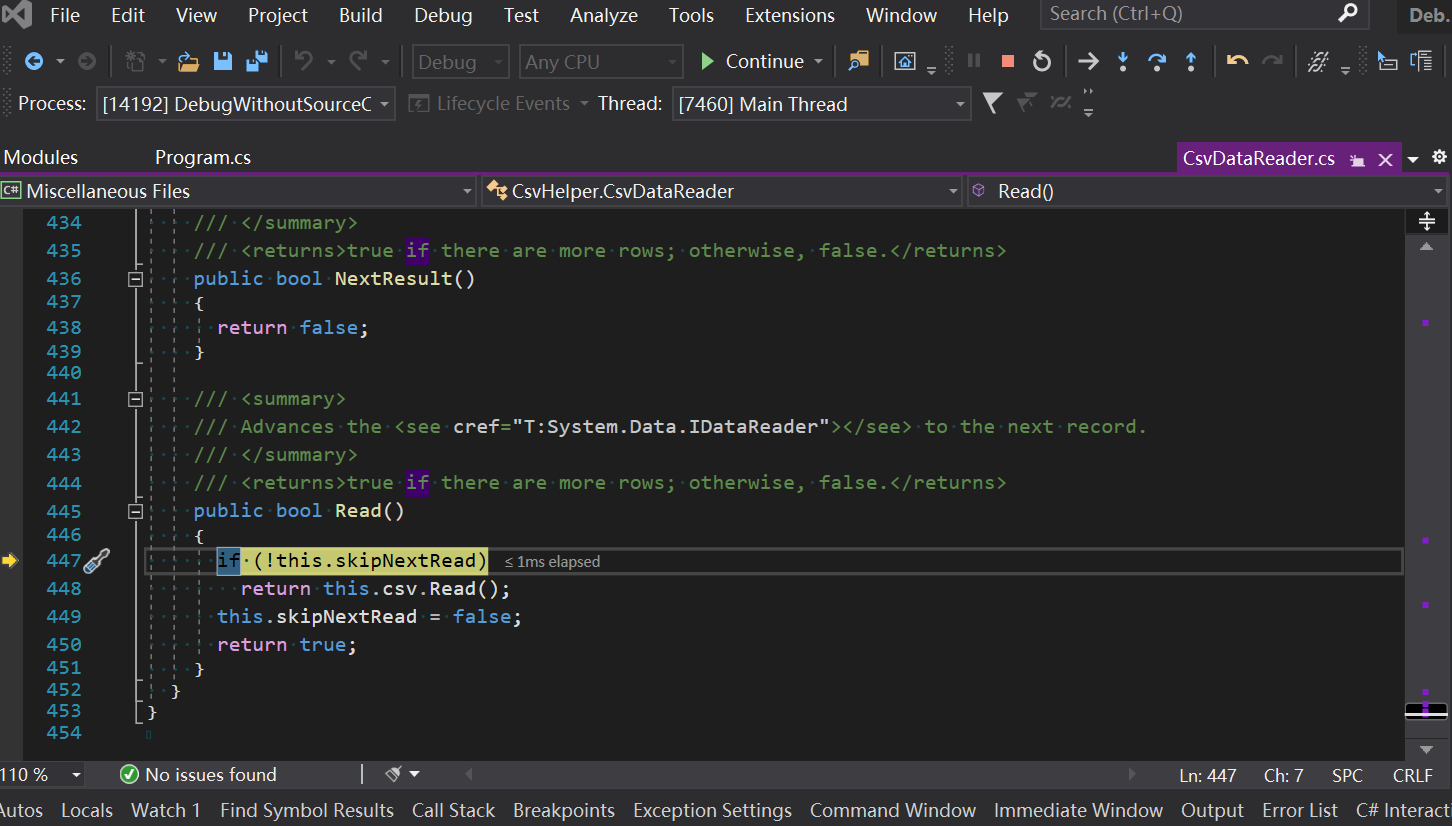 File Edit View Project Build Debug Test Analyze Tools Extensions Window Help Search (Ctrl+Q) Deb.
Debug Any CPU Continue
Process: [14192] DebugWithoutSourceC Lifecycle Events Thread: [7460] Main Thread
Modules Program.cs CsvDataReader.cs
C# Miscellaneous Files CsvHelper.CsvDataReader Read()
434 /// </summary>
435 /// <returns>true if there are more rows; otherwise, false.</returns>
436 public bool NextResult()
437 {
438 return false;
439 }
440
441 /// <summary>
442 /// Advances the <see cref="T:System.Data.IDataReader"></see> to the next record.
443 /// </summary>
444 /// <returns>true if there are more rows; otherwise, false.</returns>
445 public bool Read()
446 {
447 if (!this.skipNextRead) ≤ 1ms elapsed
448 return this.csv.Read();
449 this.skipNextRead = false;
450 return true;
451 }
452 }
453 }
454
110 % No issues found Ln: 447 Ch: 7 SPC CRLF
Autos Locals Watch 1 Find Symbol Results Call Stack Breakpoints Exception Settings Command Window Immediate Window Output Error List C# Interacti